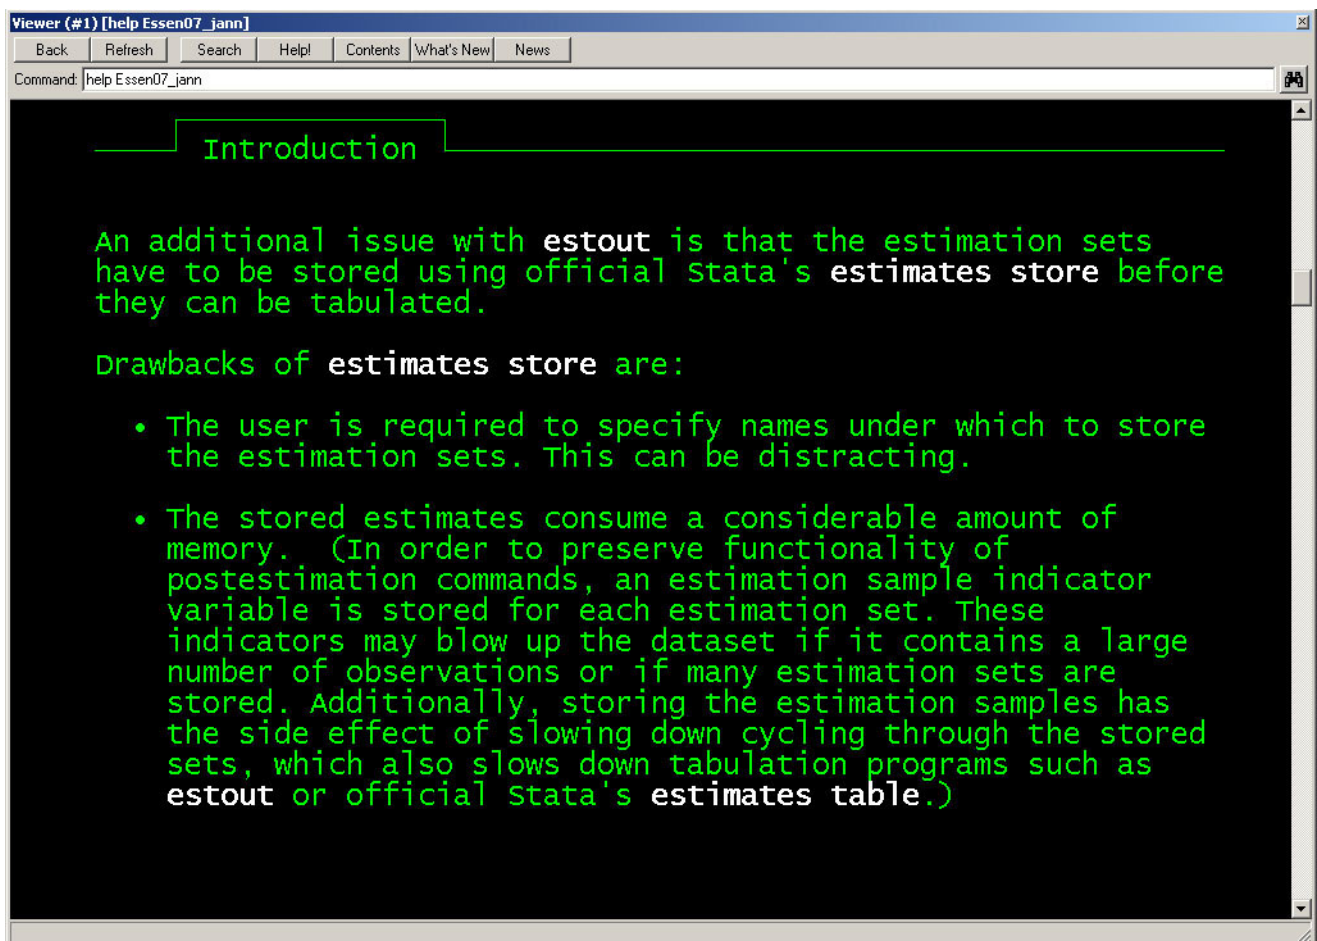 Viewer (#1) [help Essen07_jann]
Back Refresh Search Help! Contents What's New News
Command: help Essen07_jann
Introduction
An additional issue with estout is that the estimation sets
have to be stored using official Stata's estimates store before
they can be tabulated.
Drawbacks of estimates store are:
• The user is required to specify names under which to store
the estimation sets. This can be distracting.
• The stored estimates consume a considerable amount of
memory.  (In order to preserve functionality of
postestimation commands, an estimation sample indicator
variable is stored for each estimation set. These
indicators may blow up the dataset if it contains a large
number of observations or if many estimation sets are
stored. Additionally, storing the estimation samples has
the side effect of slowing down cycling through the stored
sets, which also slows down tabulation programs such as
estout or official Stata's estimates table.)